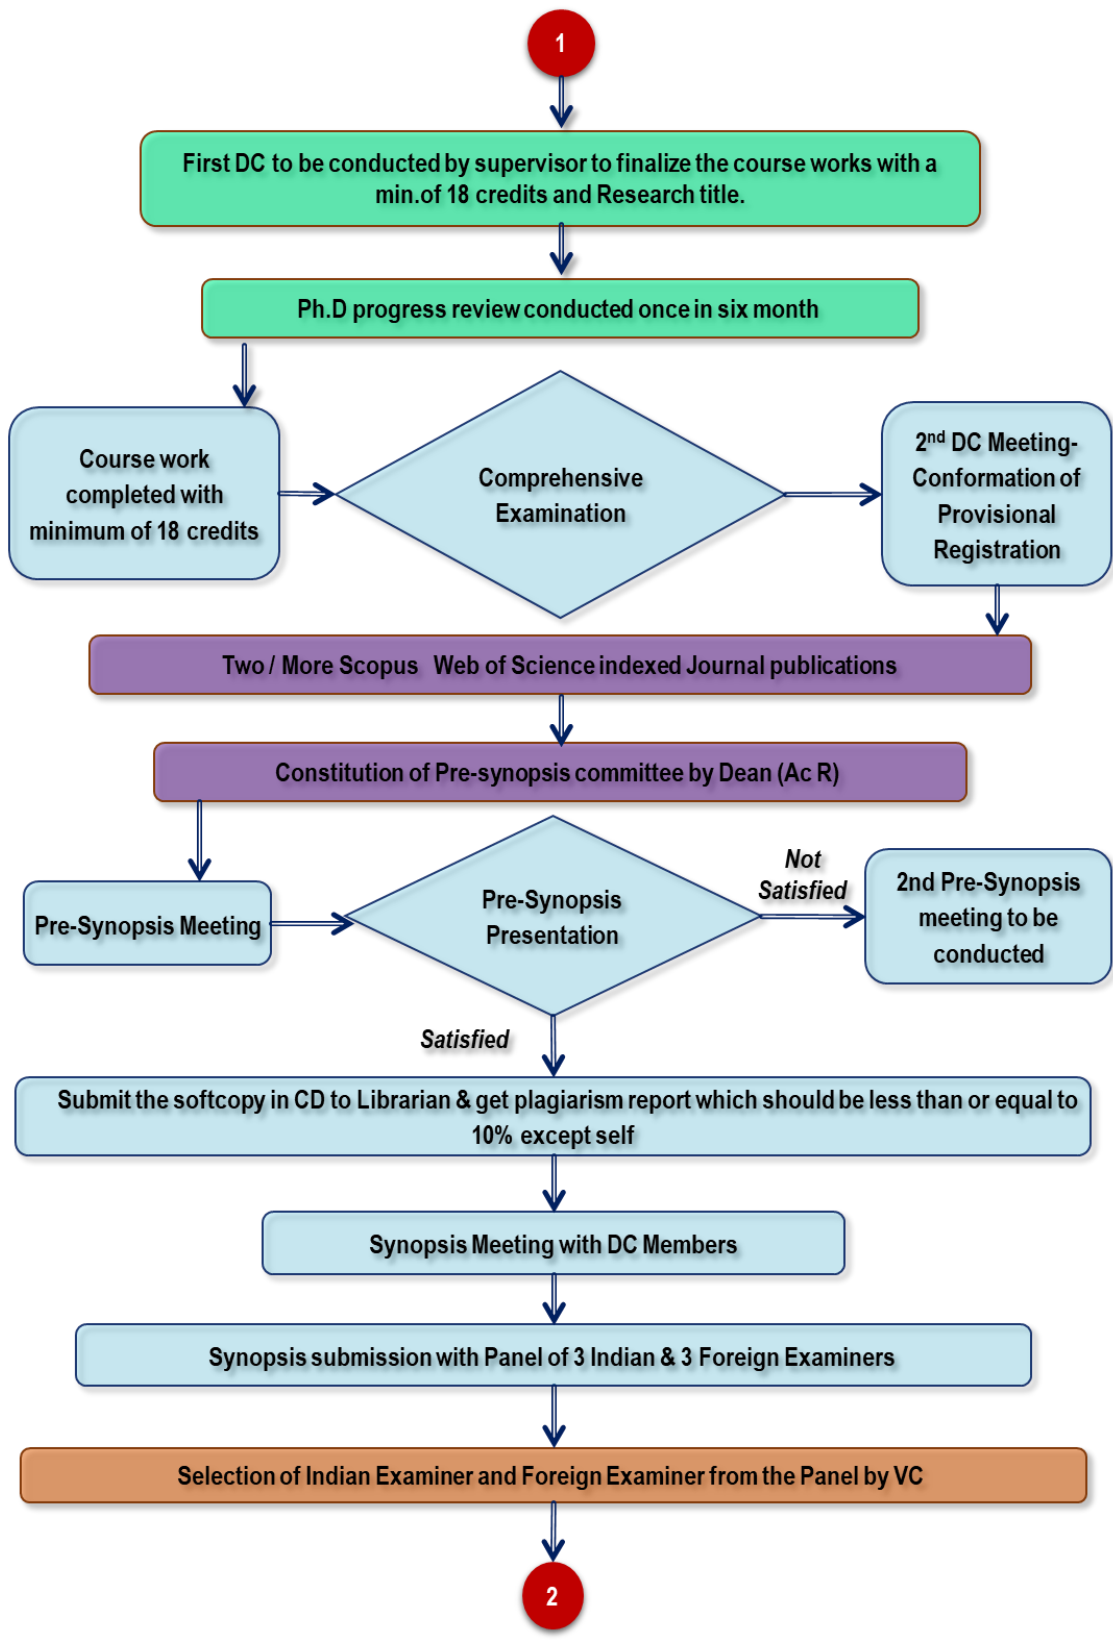 1
First DC to be conducted by supervisor to finalize the course works with a
min.of 18 credits and Research title.
Ph.D progress review conducted once in six month
Course work
completed with
minimum of 18 credits
Comprehensive
Examination
2nd DC Meeting-
Conformation of
Provisional
Registration
Two / More Scopus Web of Science indexed Journal publications
Constitution of Pre-synopsis committee by Dean (Ac R)
Pre-Synopsis Meeting
Pre-Synopsis
Presentation
Not
Satisfied
2nd Pre-Synopsis
meeting to be
conducted
Satisfied
Submit the softcopy in CD to Librarian & get plagiarism report which should be less than or equal to
10% except self
Synopsis Meeting with DC Members
Synopsis submission with Panel of 3 Indian & 3 Foreign Examiners
Selection of Indian Examiner and Foreign Examiner from the Panel by VC
2